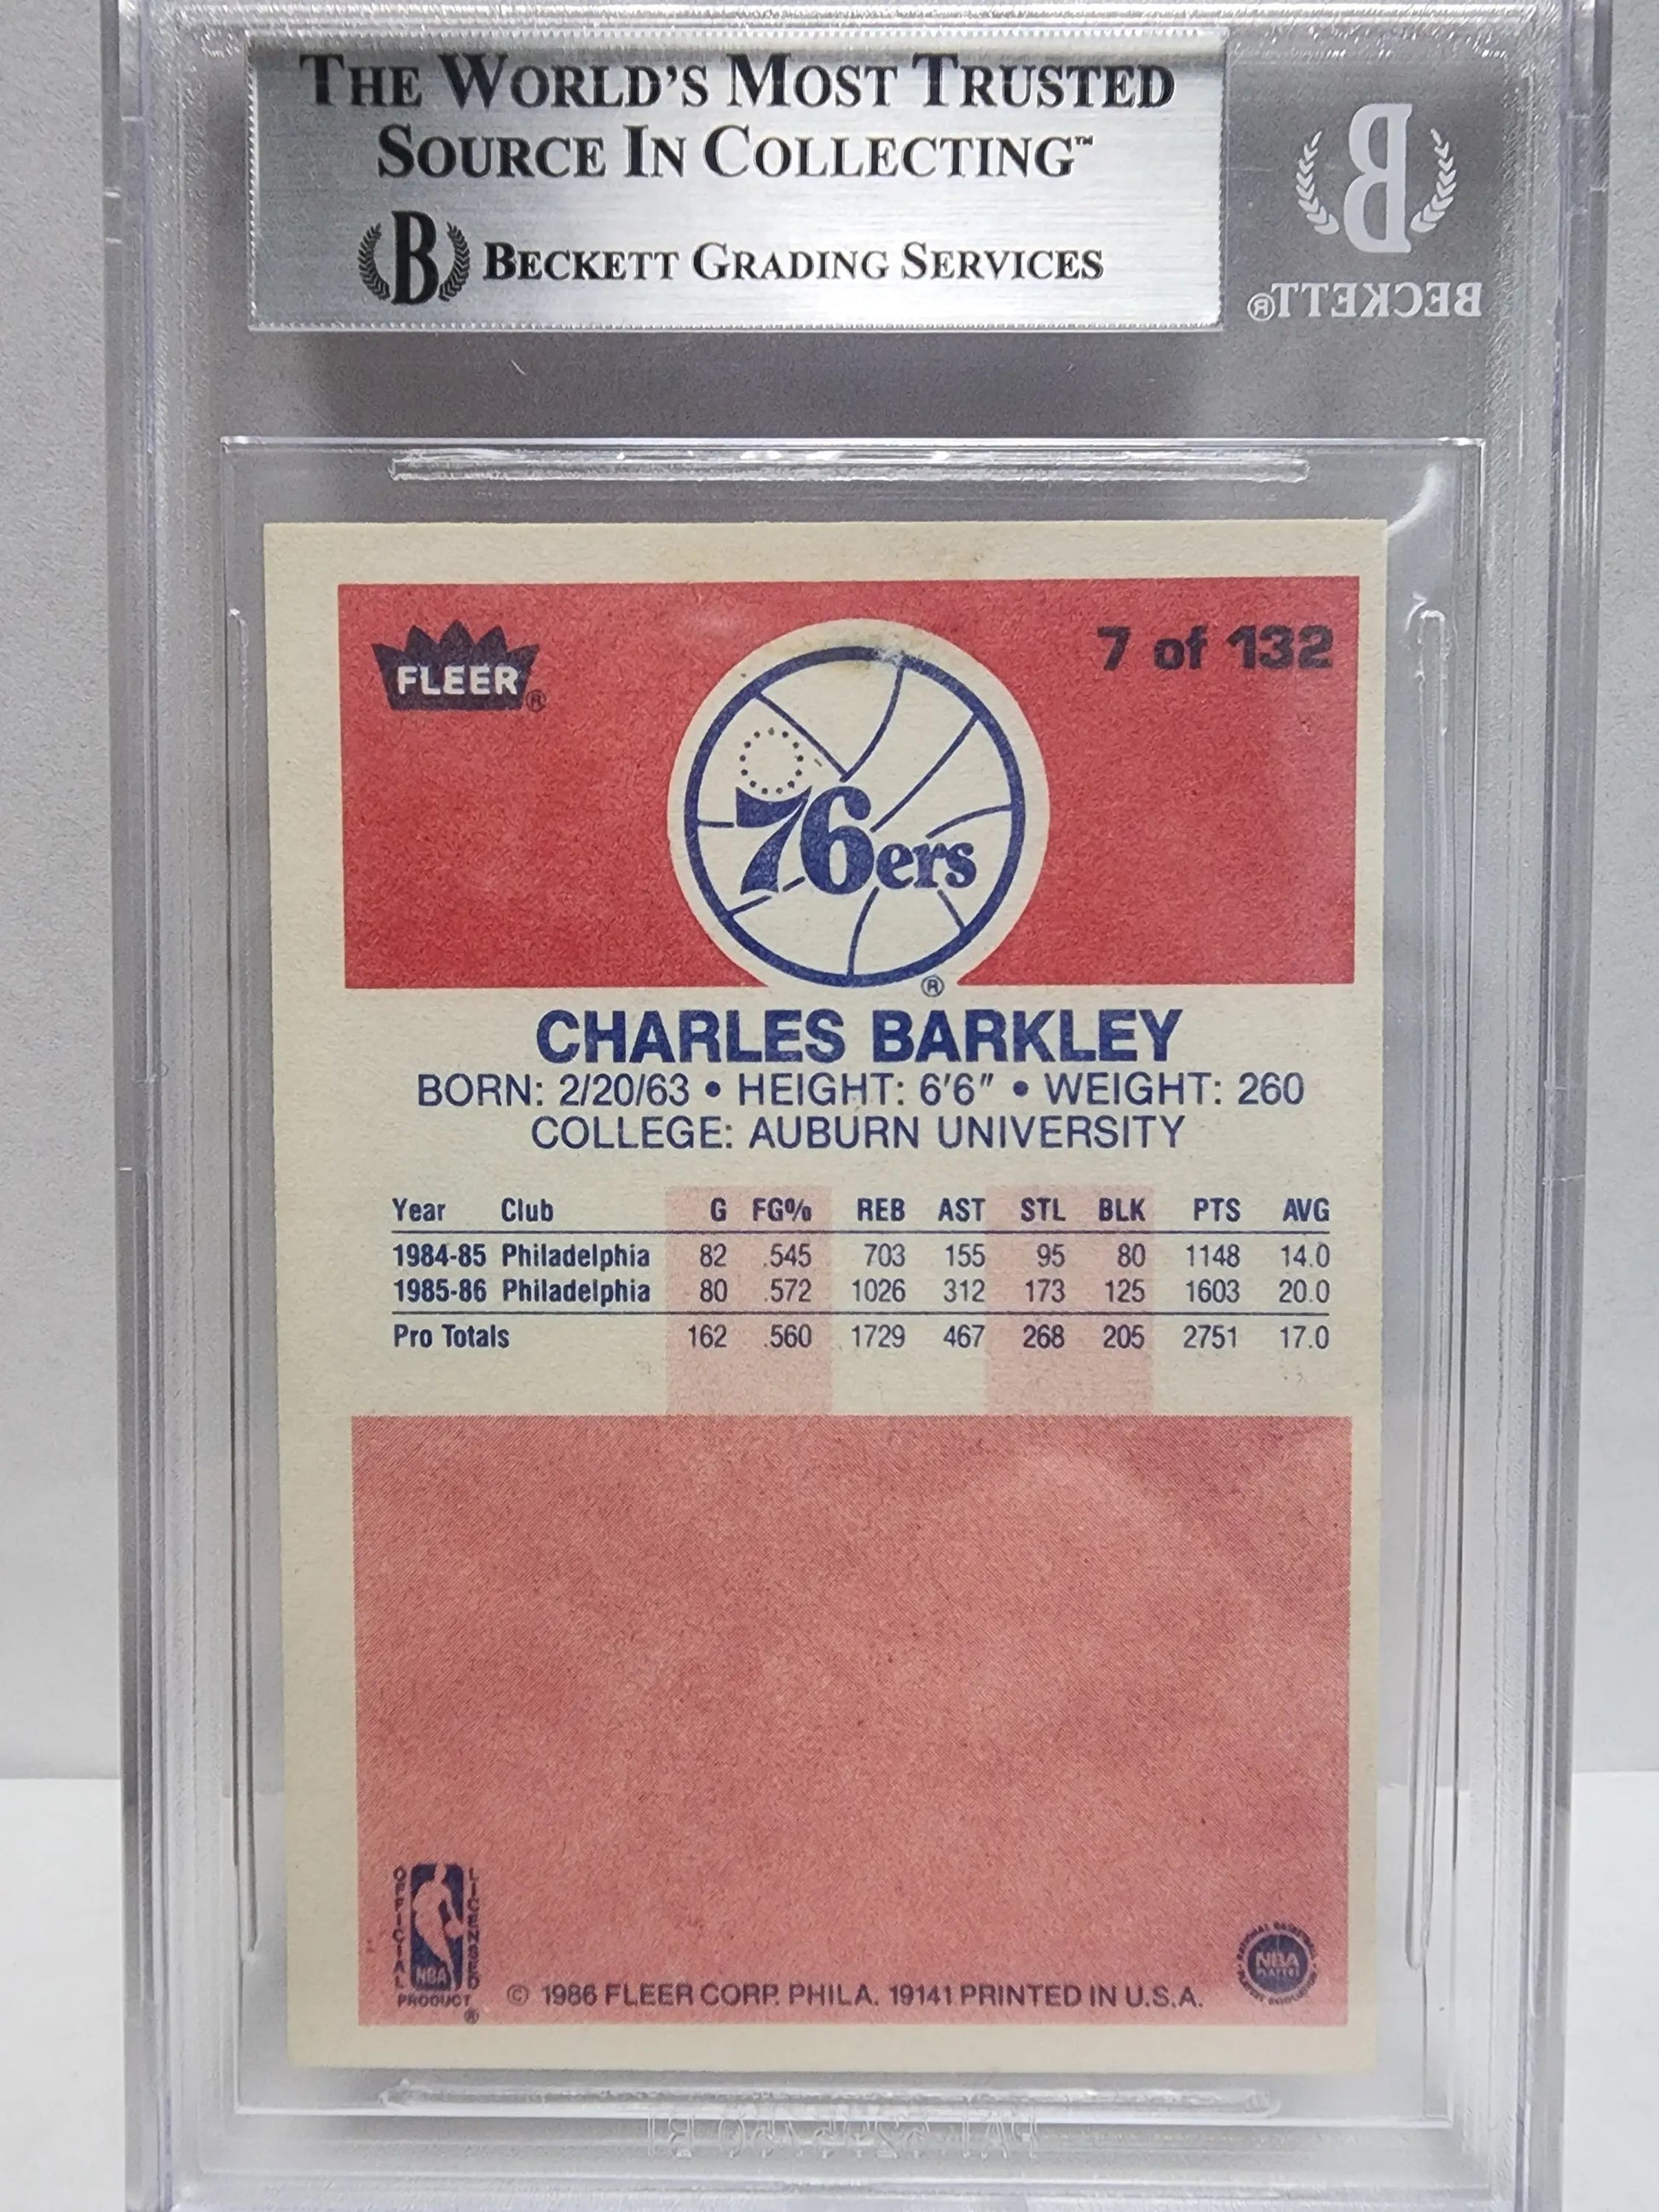 THE WORLD'S MOST TRUSTED
SOURCE IN COLLECTING™
B BECKETT GRADING SERVICES
B
BECKETT®
FLEER®
7 of 132
76ers
®
CHARLES BARKLEY
BORN: 2/20/63 • HEIGHT: 6'6" • WEIGHT: 260
COLLEGE: AUBURN UNIVERSITY
Year Club G FG% REB AST STL BLK PTS AVG
1984-85 Philadelphia 82 .545 703 155 95 80 1148 14.0
1985-86 Philadelphia 80 .572 1026 312 173 125 1603 20.0
Pro Totals 162 .560 1729 467 268 205 2751 17.0
OFFICIAL
LICENSED
NBA
PRODUCT
®
© 1986 FLEER CORP. PHILA. 19141 PRINTED IN U.S.A.
NBA
PLAYERS